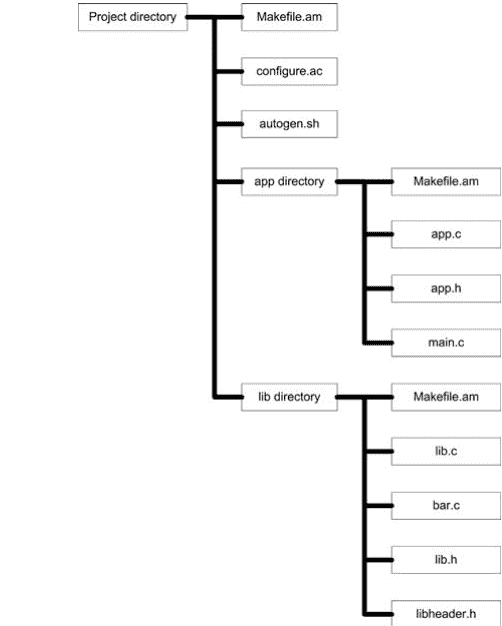 Project directory
Makefile.am
configure.ac
autogen.sh
app directory
Makefile.am
app.c
app.h
main.c
lib directory
Makefile.am
lib.c
bar.c
lib.h
libheader.h